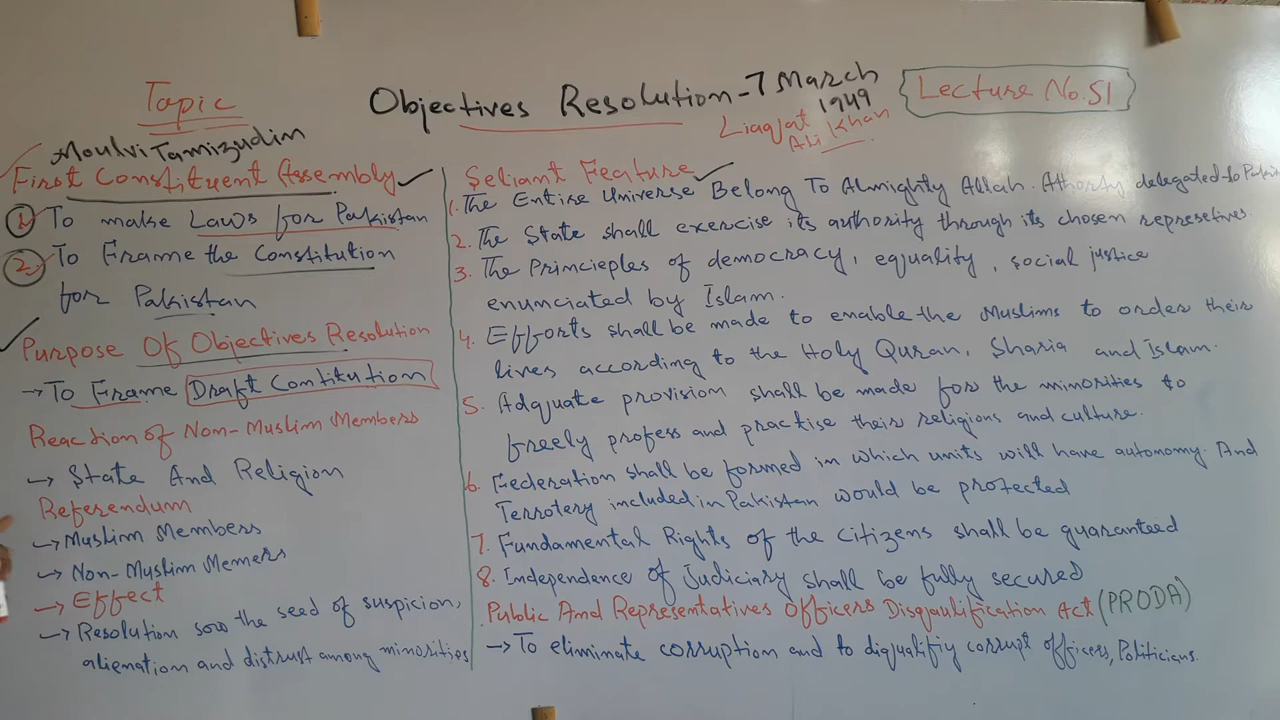 Topic
Objectives Resolution-7 March
1949
Liaqat
Ali Khan
Lecture No.51
Moulvi Tamizudin
First Constituent Assembly
1 To make Laws for Pakistan
2 To Frame the Constitution
for Pakistan
Purpose Of Objectives Resolution
→ To Frame Draft Contitution
Reaction of Non-Muslim Members
→ State And Religion
Referendum
→ Muslim Members
→ Non-Muslim Memers
→ Effect
→ Resolution sow the seed of suspicion,
alienation and distrust among minorities
Seliant Feature
1. The Entire Universe Belong To Almighty Allah. Athority delegated to
2. The State shall exercise its authority through its chosen represetives.
3. The Princieples of democracy, equality, social justice
enunciated by Islam.
4. Efforts shall be made to enable the Muslims to order their
lives according to the Holy Quran, Sharia and Islam.
5. Adquate provision shall be made for the minorities to
freely profess and practise their religions and culture.
6. Federation shall be formed in which units will have autonomy. And
Terrotery included in Pakistan would be protected
7. Fundamental Rights of the Citizens shall be guaranteed
8. Independence of Judiciary shall be fully secured
Public And Representatives Officers Disqaulification Act (PRODA)
→ To eliminate corruption and to disqualifiy corrupt officers, Politicians.